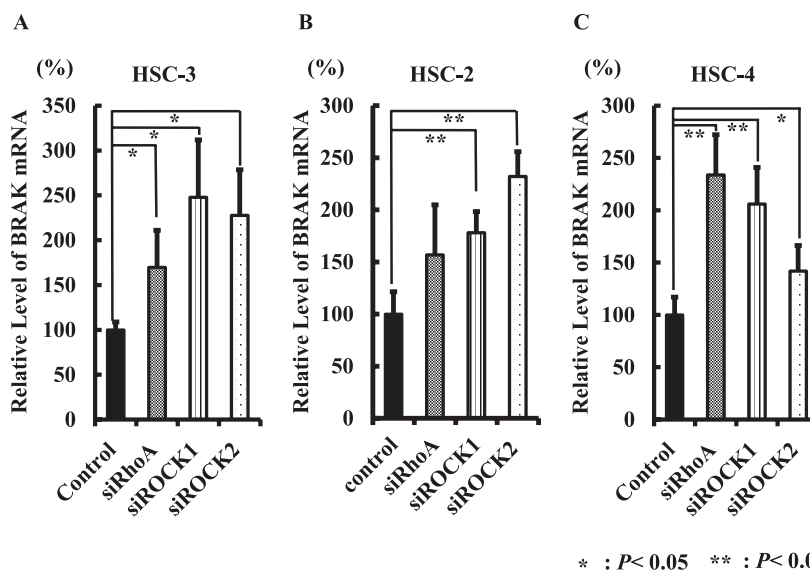 A
B
C
(%)
HSC-3
(%)
HSC-2
(%)
HSC-4
Relative Level of BRAK mRNA
350
300
250
200
150
100
50
0
*
*
*
Control
siRhoA
siROCK1
siROCK2
Relative Level of BRAK mRNA
300
250
200
150
100
50
0
**
**
control
siRhoA
siROCK1
siROCK2
Relative Level of BRAK mRNA
300
250
200
150
100
50
0
*
** **
Control
siRhoA
siROCK1
siROCK2
* : P< 0.05 ** : P< 0.0